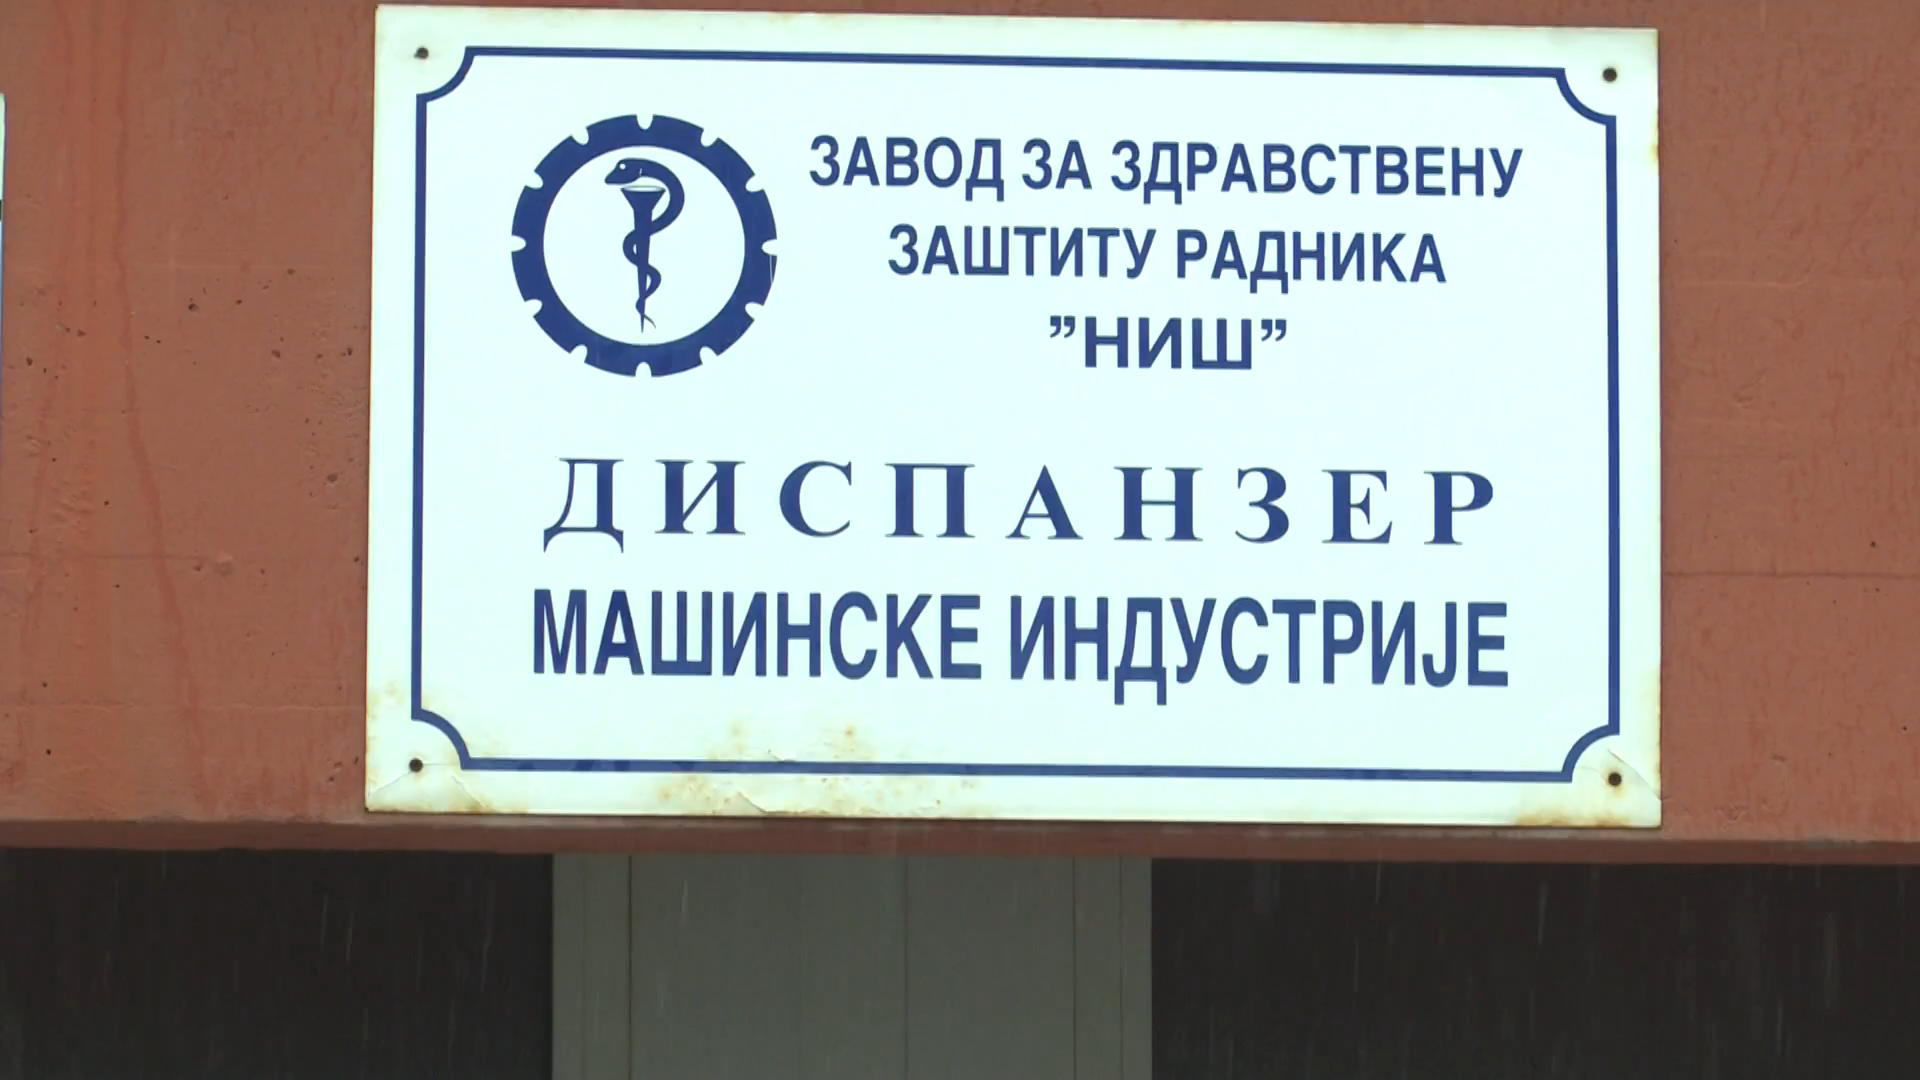 ЗАВОД ЗА ЗДРАВСТВЕНУ
ЗАШТИТУ РАДНИКА
”НИШ”
ДИСПАНЗЕР
МАШИНСКЕ ИНДУСТРИЈЕ